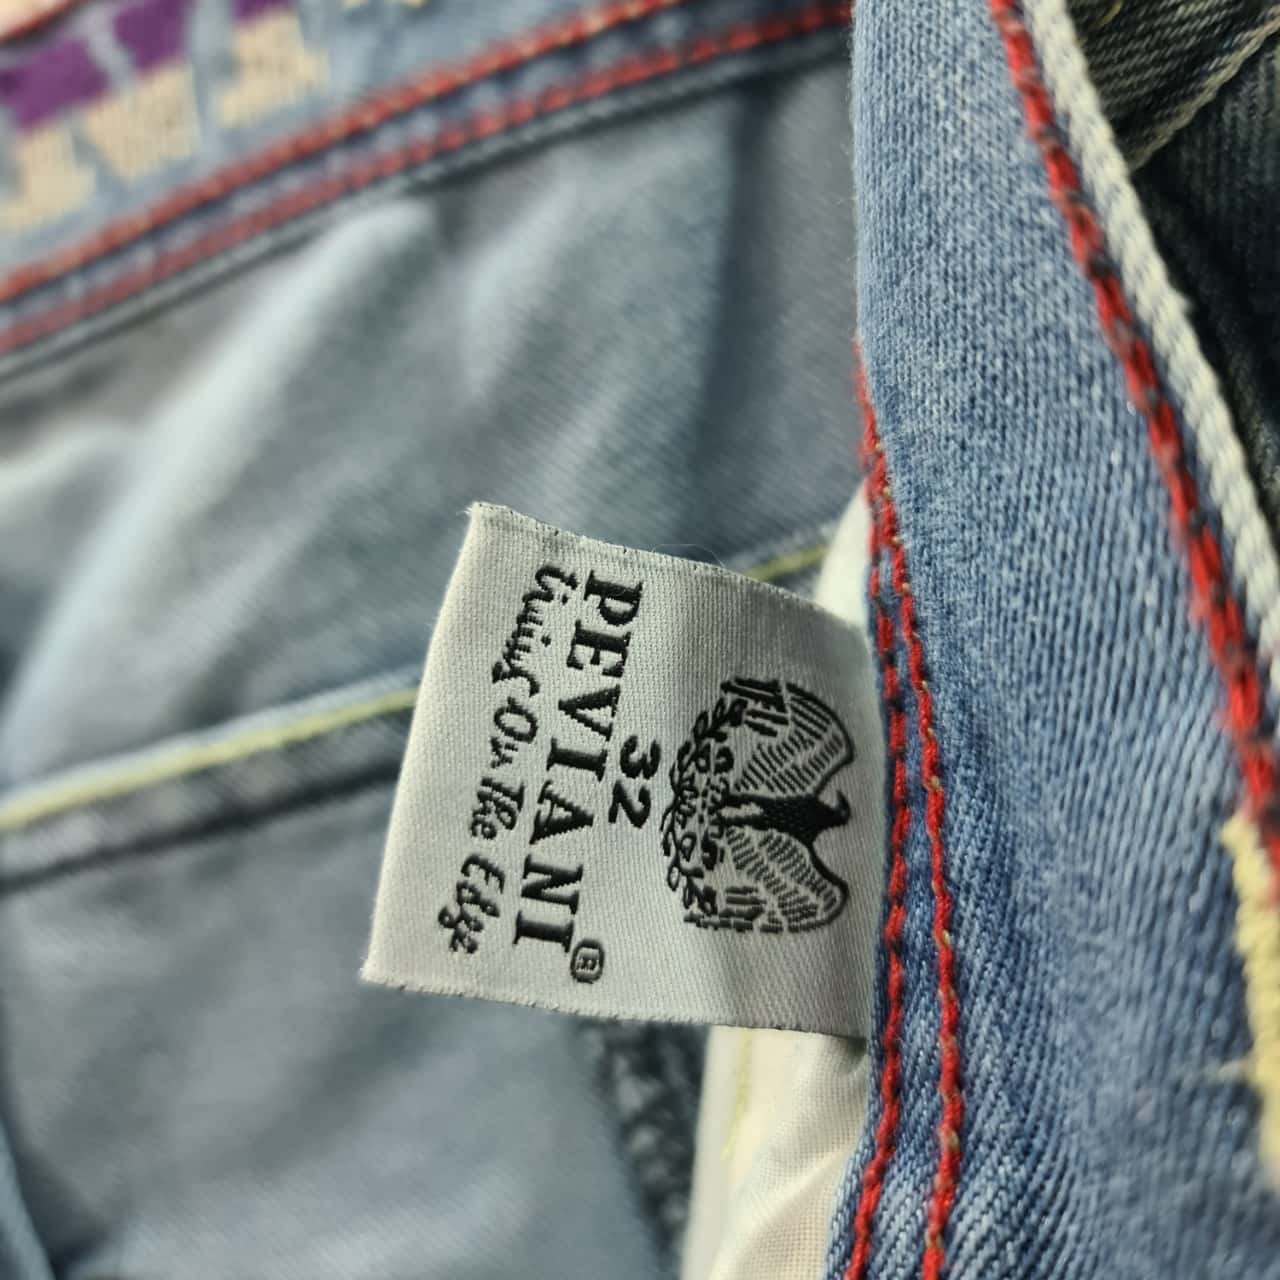 32
PEVIANI®
Living On The Edge